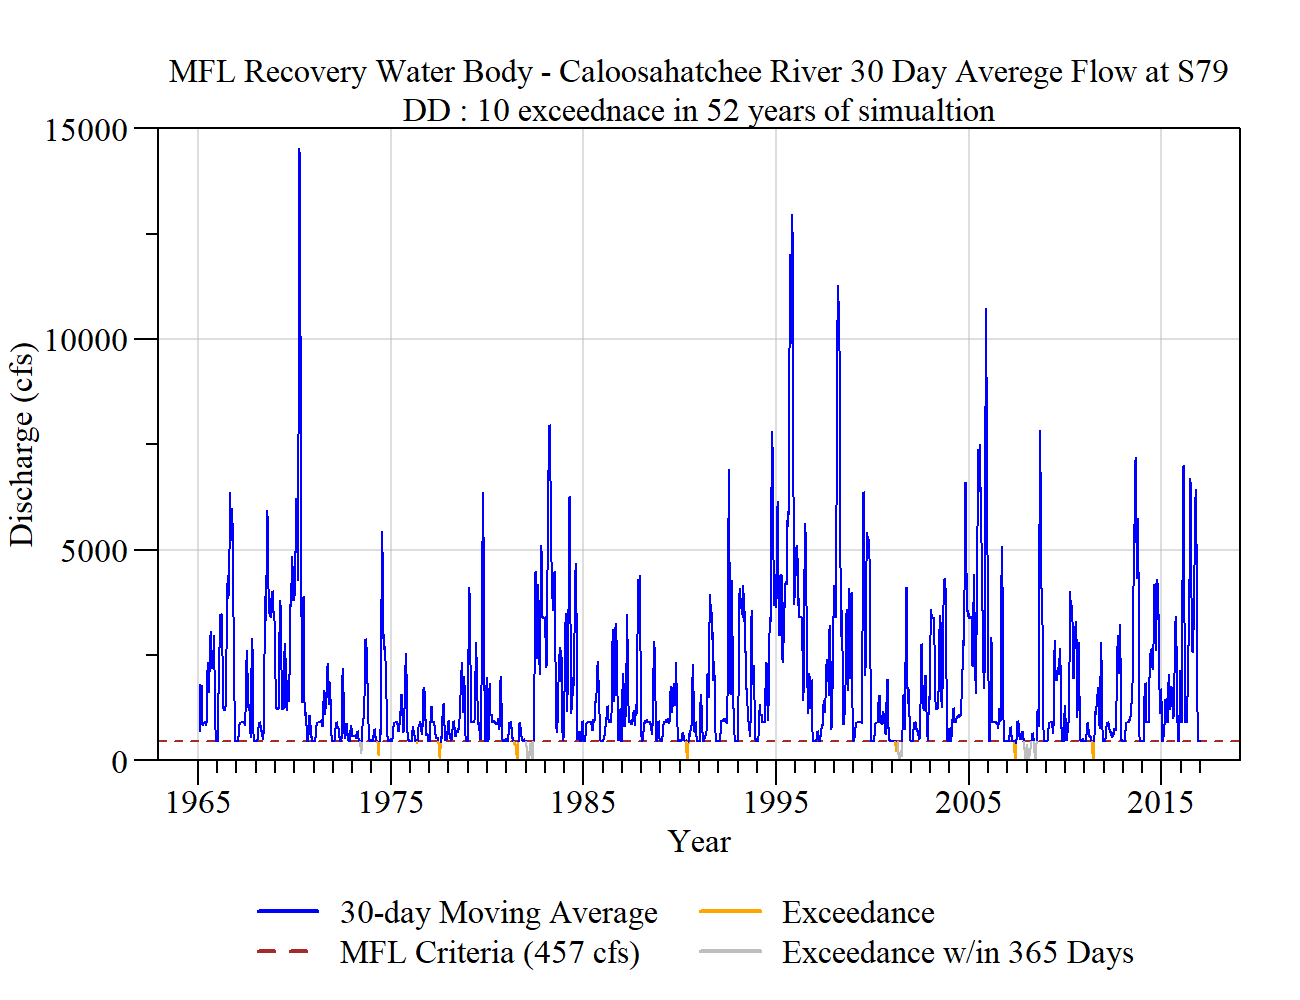 MFL Recovery Water Body - Caloosahatchee River 30 Day Averege Flow at S79
DD : 10 exceednace in 52 years of simualtion
15000
10000
5000
0
Discharge (cfs)
1965 1975 1985 1995 2005 2015
Year
30-day Moving Average
Exceedance
MFL Criteria (457 cfs)
Exceedance w/in 365 Days